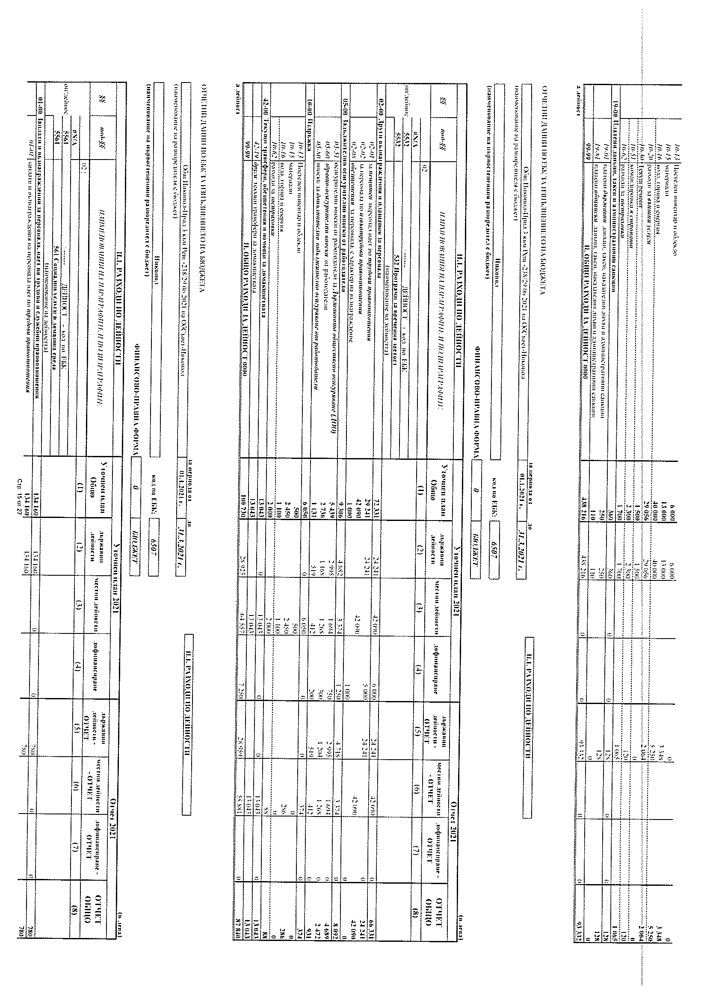 10-13 Постелен инвентар и облекло 6 000 6 000 0 0
10-15 материали 13 000 13 000 3 348 3 348
10-16 вода, горива и енергия 40 000 40 000 5 250 5 250
10-20 разходи за външни услуги 29 056 29 056 2 064 2 064
10-30 Текущ ремонт 1 500 1 500 0 0
10-51 командировки в страната 2 300 2 300 120 120
10-62 разходи за застраховки 1 700 1 700 1 065 1 065
19-00 Платени данъци, такси и административни санкции 360 360 0 0 128 0 0 128
19-01 платени държавни данъци, такси, наказателни лихви и административни санкции 250 250 128 128
19-81 платени общински данъци, такси, наказателни лихви и административни санкции 110 110 0 0
99-99 II. ОБЩО РАЗХОДИ ЗА ДЕЙНОСТ 0000 438 216 438 216 0 0 93 332 0 0 93 332
а дейност
ОТЧЕТНИ ДАННИ ПО ЕБК ЗА ИЗПЪЛНЕНИЕТО НА БЮДЖЕТА
за периода от до
Общ.Никопол-Прил 3 към Реш -238/29.06.2021 на ОбСъвет-Никопол 01.1.2021 г. 31.3.2021 г. II.1. РАЗХОДИ ПО ДЕЙНОСТИ
(наименование на разпоредителя с бюджет)
Никопол код по ЕБК: 6507
(наименование на първостепенния разпоредител с бюджет)
ФИНАНСОВО-ПРАВНА ФОРМА 0 БЮДЖЕТ
(в лева)
II.1. РАЗХОДИ ПО ДЕЙНОСТИ Уточнен план 2021 Отчет 2021
§§ под-§§ НАИМЕНОВАНИЯ НА ПАРАГРАФИ И ПОДПАРАГРАФИ Уточнен план Общо държавни дейности местни дейности дофинансиране държавни дейности - ОТЧЕТ местни дейности - ОТЧЕТ дофинансиране - ОТЧЕТ ОТЧЕТ ОБЩО
02 (1) (2) (3) (4) (5) (6) (7) (8)
#N/A
5532 ДЕЙНОСТ - код по ЕБК
5532 532 Програми за временна заетост
(наименование на дейността)
02-00 Други възнаграждения и плащания за персонала 72 331 24 241 42 090 6 000 24 241 42 090 0 66 331
02-01 за нещатен персонал нает по трудови правоотношения 29 241 24 241 5 000 24 241 0 24 241
02-02 за персонала по извънтрудови правоотношения 42 090 42 090 42 090 42 090
02-08 обезщетения за персонала, с характер на възнаграждение 1 000 1 000 0 0
05-00 Задължителни осигурителни вноски от работодатели 9 306 4 682 3 374 1 250 4 718 3 374 0 8 092
05-51 осигурителни вноски от работодатели за Държавното обществено осигуряване (ДОО) 5 439 2 995 1 694 750 2 995 1 694 0 4 689
05-60 здравно-осигурителни вноски от работодатели 2 736 1 168 1 268 300 1 204 1 268 0 2 472
05-80 вноски за допълнително задължително осигуряване от работодатели 1 131 519 412 200 519 412 0 931
10-00 Издръжка 6 050 0 6 050 0 0 374 0 374
10-13 Постелен инвентар и облекло 500 500
10-15 материали 2 450 2 450 0 0
10-16 вода, горива и енергия 1 100 1 100 286 286
10-62 разходи за застраховки 2 000 2 000 88 88
42-00 Текущи трансфери, обезщетения и помощи за домакинствата 13 043 0 13 043 0 0 13 043 0 13 043
42-19 други текущи трансфери за домакинствата 13 043 13 043 13 043 13 043
99-99 II. ОБЩО РАЗХОДИ ЗА ДЕЙНОСТ 0000 100 730 28 923 64 557 7 250 28 959 58 881 0 87 840
а дейност
ОТЧЕТНИ ДАННИ ПО ЕБК ЗА ИЗПЪЛНЕНИЕТО НА БЮДЖЕТА
за периода от до
Общ.Никопол-Прил 3 към Реш -238/29.06.2021 на ОбСъвет-Никопол 01.1.2021 г. 31.3.2021 г. II.1. РАЗХОДИ ПО ДЕЙНОСТИ
(наименование на разпоредителя с бюджет)
Никопол код по ЕБК: 6507
(наименование на първостепенния разпоредител с бюджет)
ФИНАНСОВО-ПРАВНА ФОРМА 0 БЮДЖЕТ
(в лева)
II.1. РАЗХОДИ ПО ДЕЙНОСТИ Уточнен план 2021 Отчет 2021
§§ под-§§ НАИМЕНОВАНИЯ НА ПАРАГРАФИ И ПОДПАРАГРАФИ Уточнен план Общо държавни дейности местни дейности дофинансиране държавни дейности - ОТЧЕТ местни дейности - ОТЧЕТ дофинансиране - ОТЧЕТ ОТЧЕТ ОБЩО
02 (1) (2) (3) (4) (5) (6) (7) (8)
#N/A
5561 ДЕЙНОСТ - код по ЕБК
5561 561 Социални услуги в домашна среда
(наименование на дейността)
01-00 Заплати и възнаграждения за персонала, нает по трудови и служебни правоотношения 134 160 134 160 0 0 780 0 0 780
01-01 заплати и възнаграждения на персонала нает по трудови правоотношения 134 160 134 160 780 780
Стр. 15 от 27